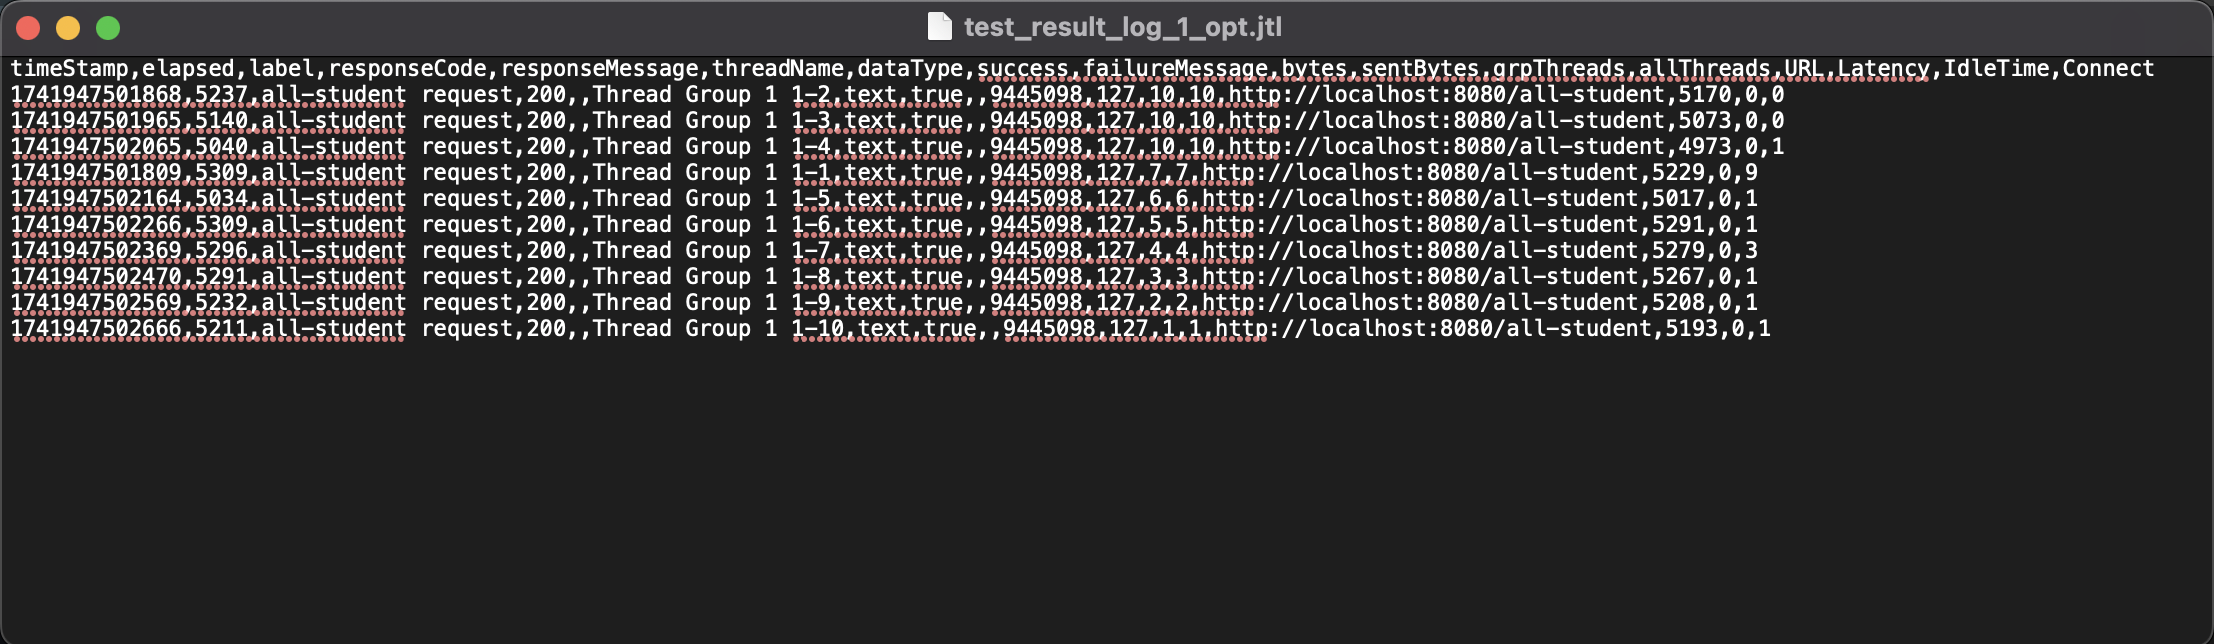 test_result_log_1_opt.jtl
timeStamp,elapsed,label,responseCode,responseMessage,threadName,dataType,success,failureMessage,bytes,sentBytes,grpThreads,allThreads,URL,Latency,IdleTime,Connect
1741947501868,5237,all-student request,200,,Thread Group 1 1-2,text,true,,9445098,127,10,10,http://localhost:8080/all-student,5170,0,0
1741947501965,5140,all-student request,200,,Thread Group 1 1-3,text,true,,9445098,127,10,10,http://localhost:8080/all-student,5073,0,0
1741947502065,5040,all-student request,200,,Thread Group 1 1-4,text,true,,9445098,127,10,10,http://localhost:8080/all-student,4973,0,1
1741947501809,5309,all-student request,200,,Thread Group 1 1-1,text,true,,9445098,127,7,7,http://localhost:8080/all-student,5229,0,9
1741947502164,5034,all-student request,200,,Thread Group 1 1-5,text,true,,9445098,127,6,6,http://localhost:8080/all-student,5017,0,1
1741947502266,5309,all-student request,200,,Thread Group 1 1-6,text,true,,9445098,127,5,5,http://localhost:8080/all-student,5291,0,1
1741947502369,5296,all-student request,200,,Thread Group 1 1-7,text,true,,9445098,127,4,4,http://localhost:8080/all-student,5279,0,3
1741947502470,5291,all-student request,200,,Thread Group 1 1-8,text,true,,9445098,127,3,3,http://localhost:8080/all-student,5267,0,1
1741947502569,5232,all-student request,200,,Thread Group 1 1-9,text,true,,9445098,127,2,2,http://localhost:8080/all-student,5208,0,1
1741947502666,5211,all-student request,200,,Thread Group 1 1-10,text,true,,9445098,127,1,1,http://localhost:8080/all-student,5193,0,1